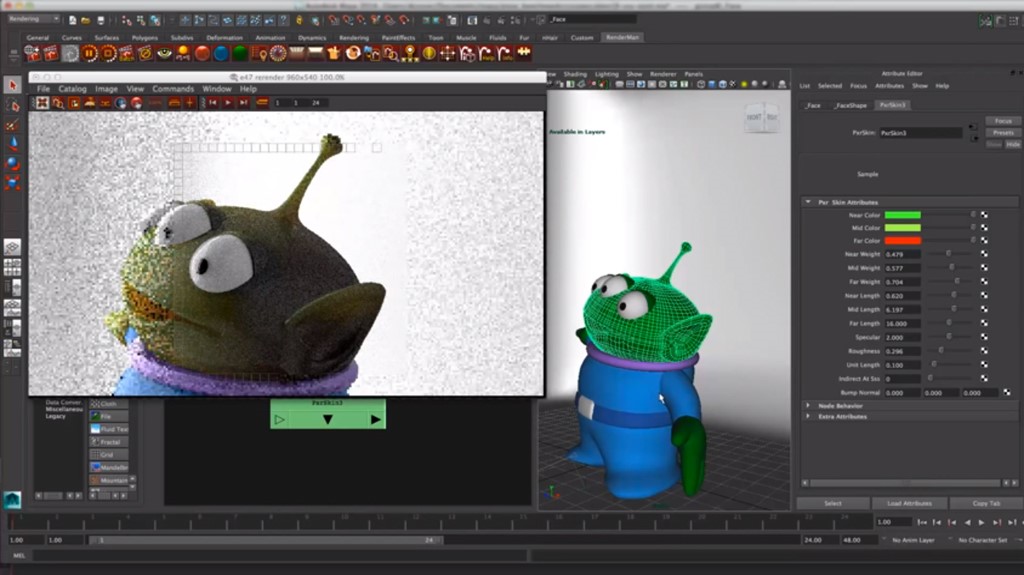 _Face
Rendering
General Curves Surfaces Polygons Subdivs Deformation Animation Dynamics Rendering PaintEffects Toon Muscle Fluids Fur nHair Custom RenderMan
e47 rerender 960x540 100.0%
File Catalog Image View Commands Window Help
1 1 24
Shading Lighting Show Renderer Panels
Available in Layers
FRONT
Attribute Editor
List Selected Focus Attributes Show Help
_Face _FaceShape PxrSkin3
PxrSkin: PxrSkin3
Focus
Presets
Show Hide
Sample
Pxr Skin Attributes
Near Color
Mid Color
Far Color
Near Weight 0.479
Mid Weight 0.577
Far Weight 0.704
Near Length 0.620
Mid Length 6.197
Far Length 16.000
Specular 2.000
Roughness 0.296
Unit Length 0.100
Indirect At Sss 0
Bump Normal 0.000 0.000 0.000
Node Behavior
Extra Attributes
Select Load Attributes Copy Tab
Data Conver
Miscellaneou
Legacy
Cloth
File
Fluid Tex
Fractal
Grid
Mandelbr
Mountain
PxrSkin3
1.00
1.00 1.00 1 24 24.00 48.00 No Anim Layer No Character Set
MEL